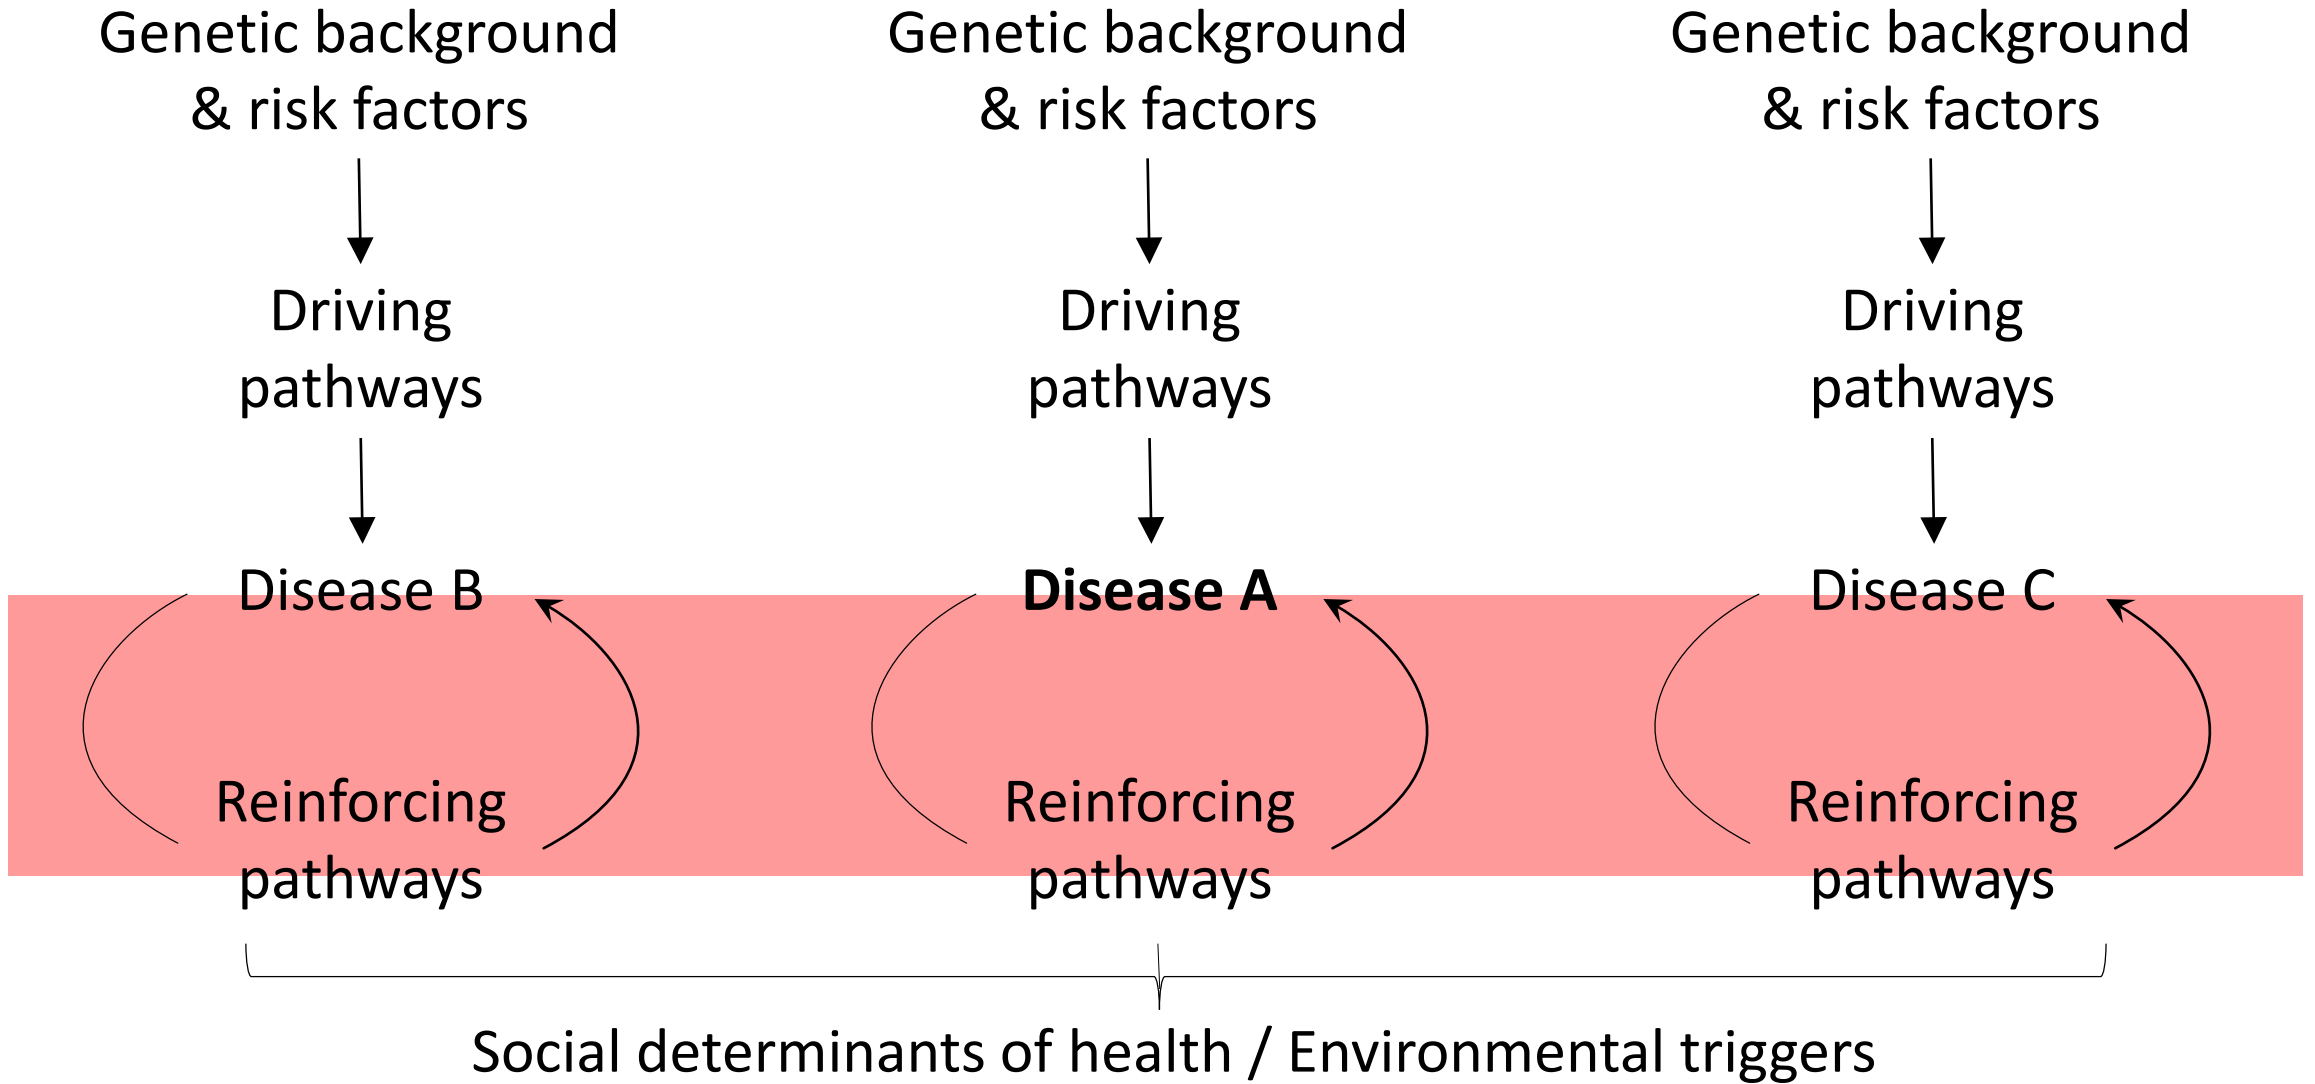 Genetic background
& risk factors
Genetic background
& risk factors
Genetic background
& risk factors
Driving
pathways
Driving
pathways
Driving
pathways
Disease B
Disease A
Disease C
Reinforcing
pathways
Reinforcing
pathways
Reinforcing
pathways
Social determinants of health / Environmental triggers